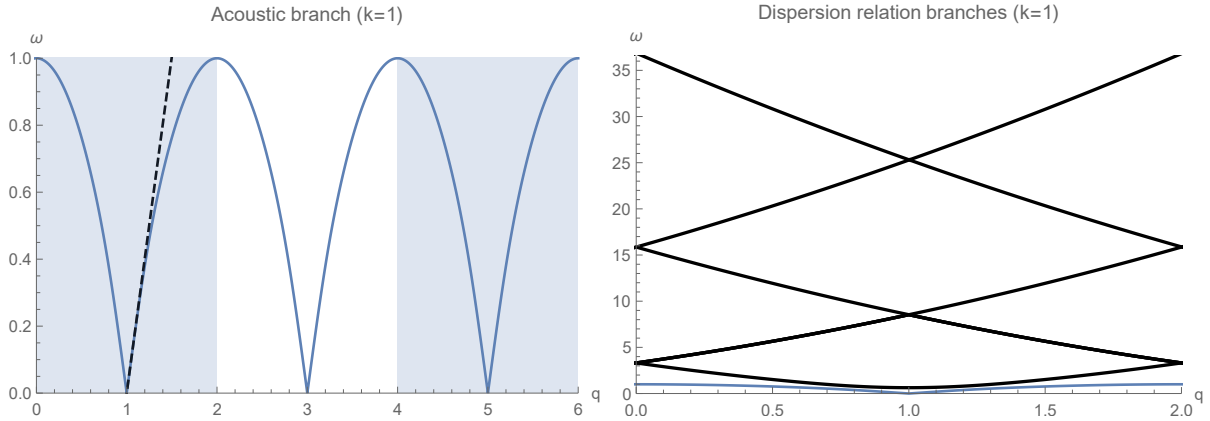 Acoustic branch (k=1)
ω
1.0
0.8
0.6
0.4
0.2
0.0
0 1 2 3 4 5 6 q
Dispersion relation branches (k=1)
ω
35
30
25
20
15
10
5
0
0.0 0.5 1.0 1.5 2.0 q